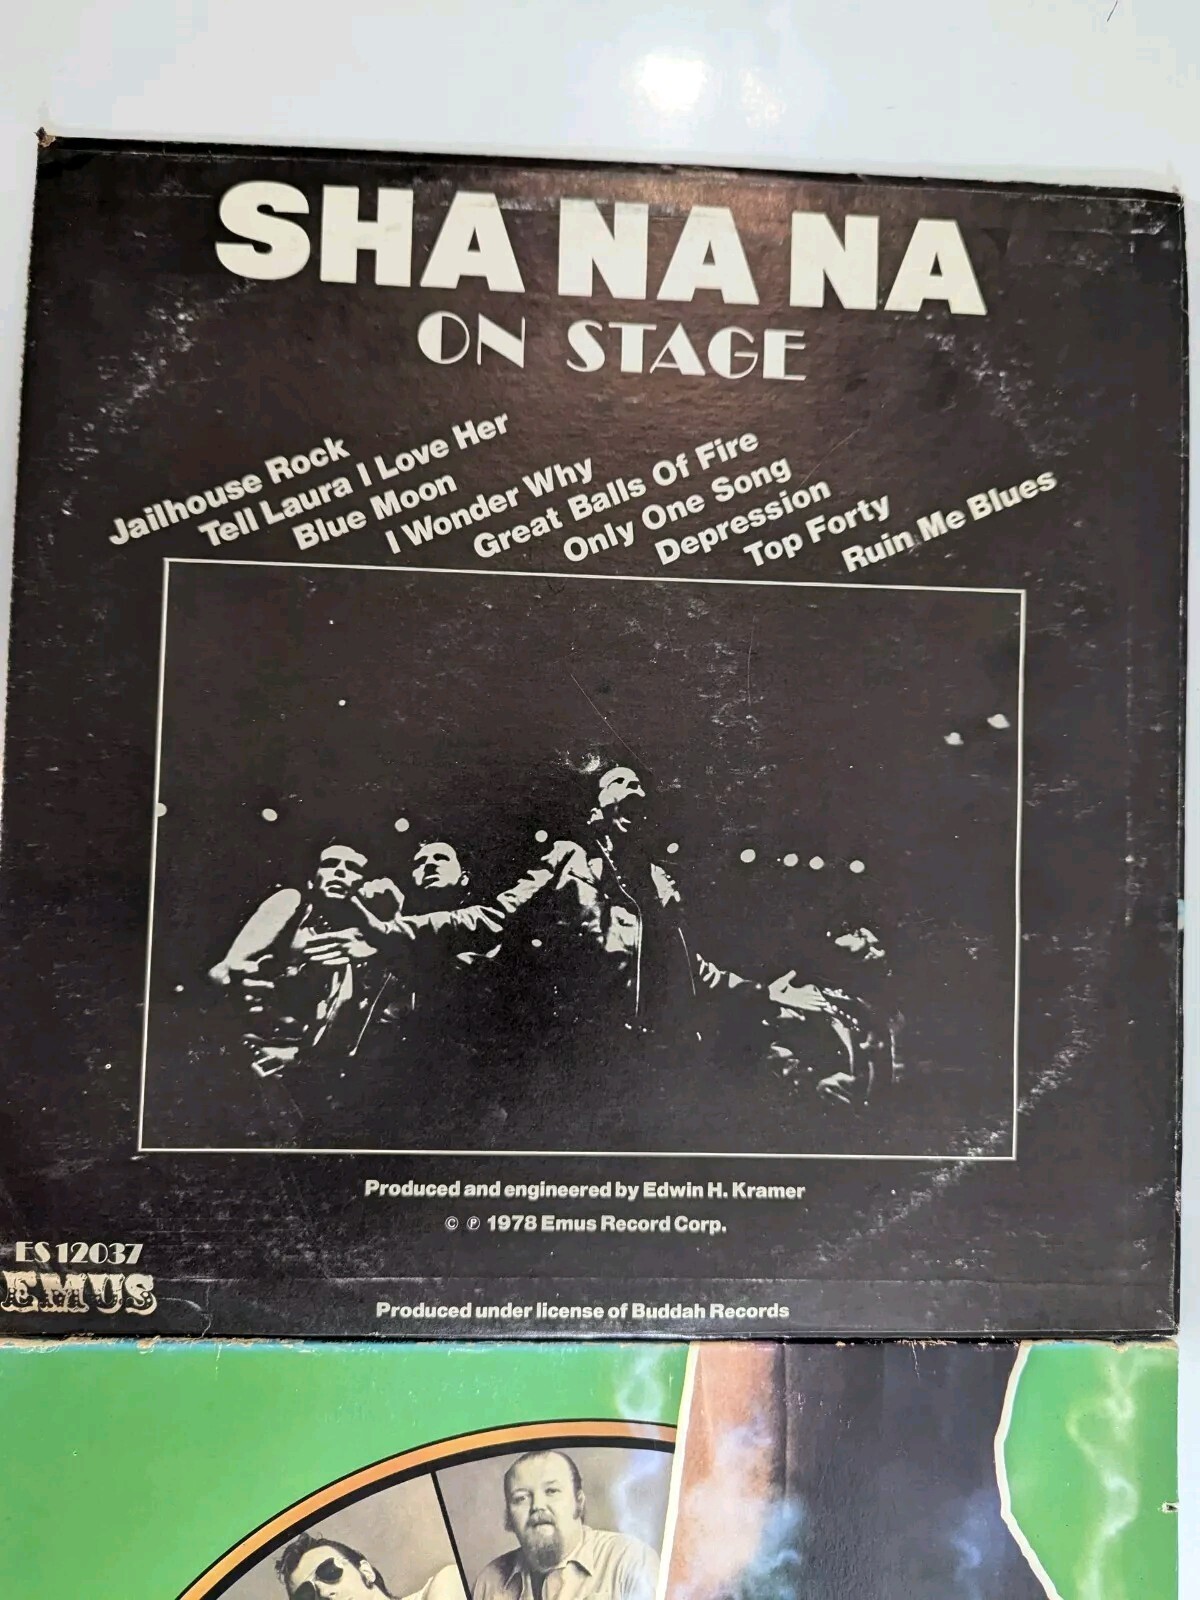 SHA NA NA
ON STAGE
Jailhouse Rock
Tell Laura I Love Her
Blue Moon
I Wonder Why
Great Balls Of Fire
Only One Song
Depression
Top Forty
Ruin Me Blues
Produced and engineered by Edwin H. Kramer
© ℗ 1978 Emus Record Corp.
ES 12037
EMUS
Produced under license of Buddah Records